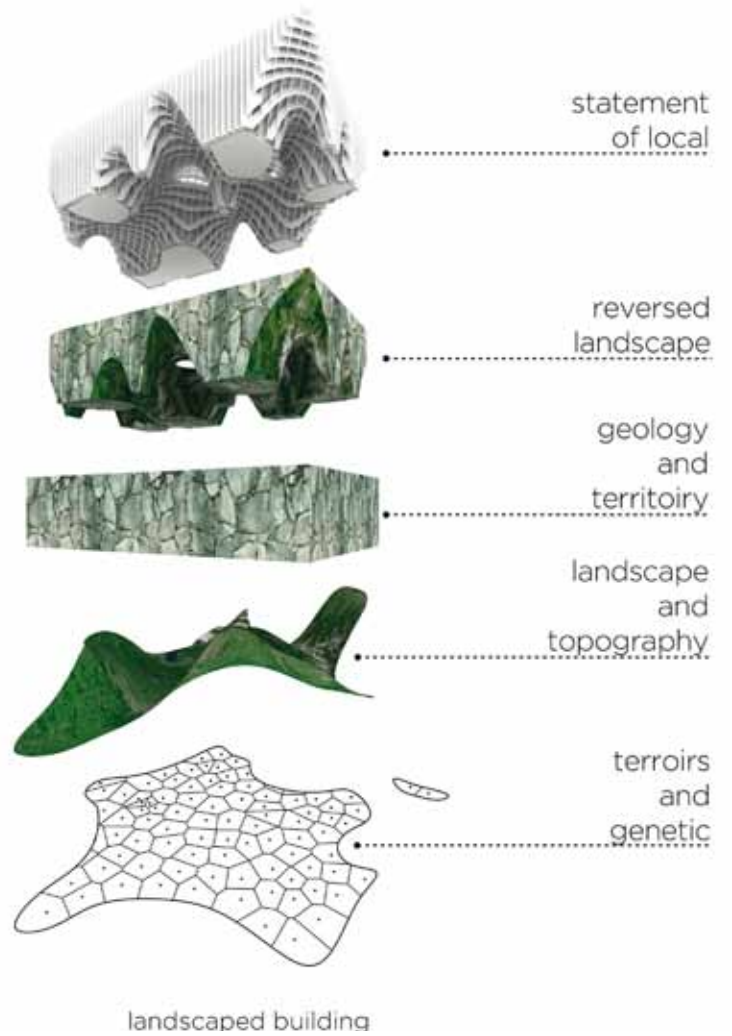 statement
of local
reversed
landscape
geology
and
territoiry
landscape
and
topography
terroirs
and
genetic
landscaped building